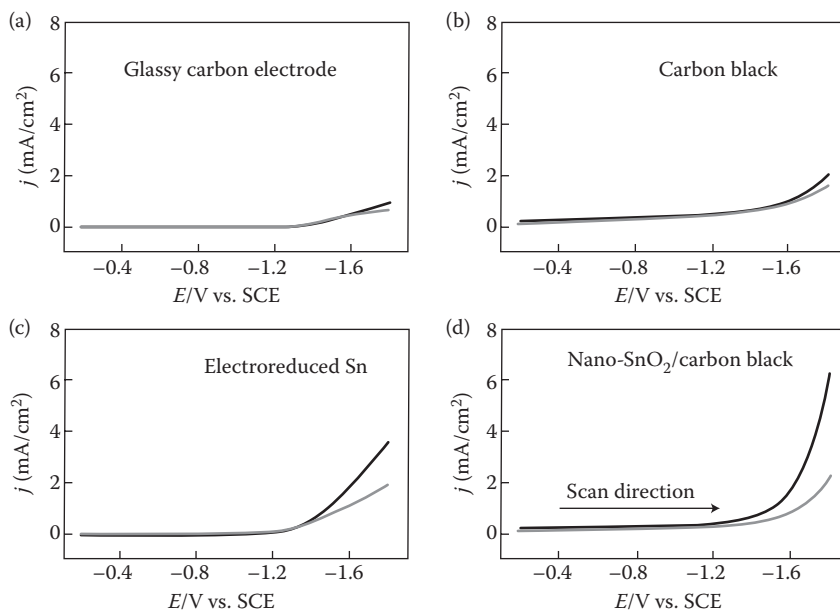 (a)
8
6
4
2
0
j (mA/cm²)
Glassy carbon electrode
−0.4 −0.8 −1.2 −1.6
E/V vs. SCE
(b)
8
6
4
2
0
j (mA/cm²)
Carbon black
−0.4 −0.8 −1.2 −1.6
E/V vs. SCE
(c)
8
6
4
2
0
j (mA/cm²)
Electroreduced Sn
−0.4 −0.8 −1.2 −1.6
E/V vs. SCE
(d)
8
6
4
2
0
j (mA/cm²)
Nano-SnO₂/carbon black
Scan direction
−0.4 −0.8 −1.2 −1.6
E/V vs. SCE